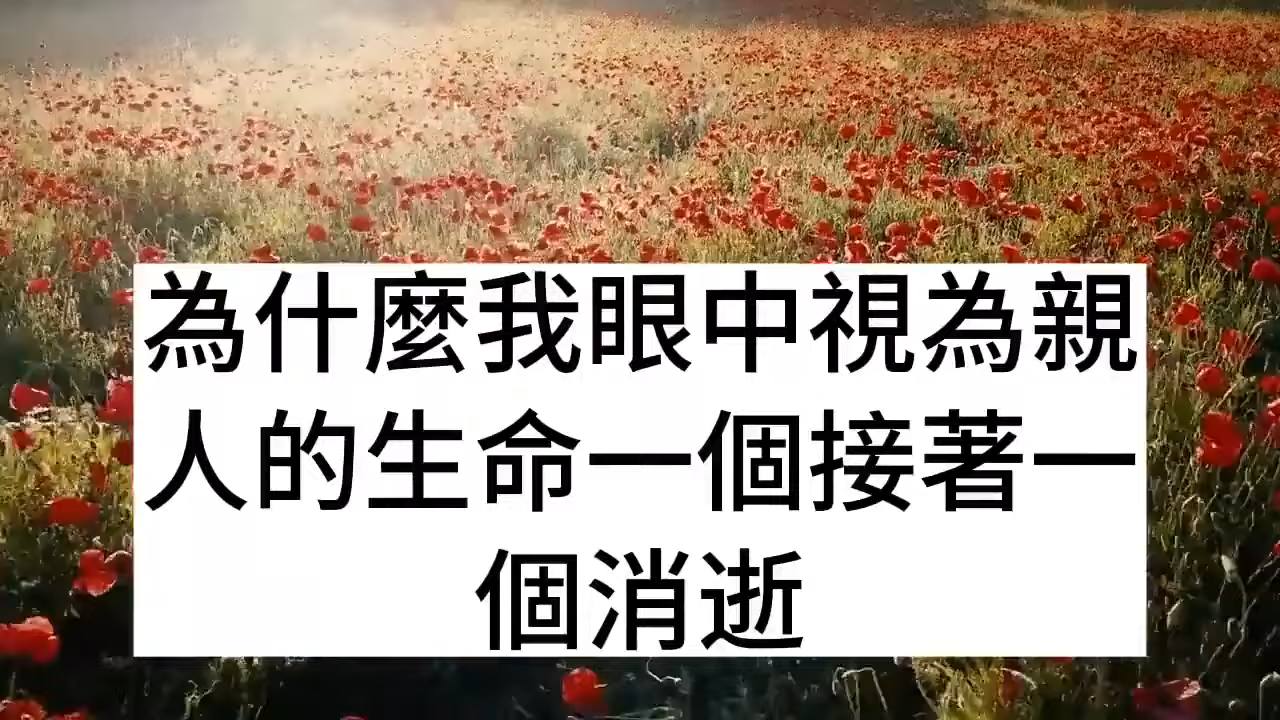 為什麼我眼中視為親
人的生命一個接著一
個消逝